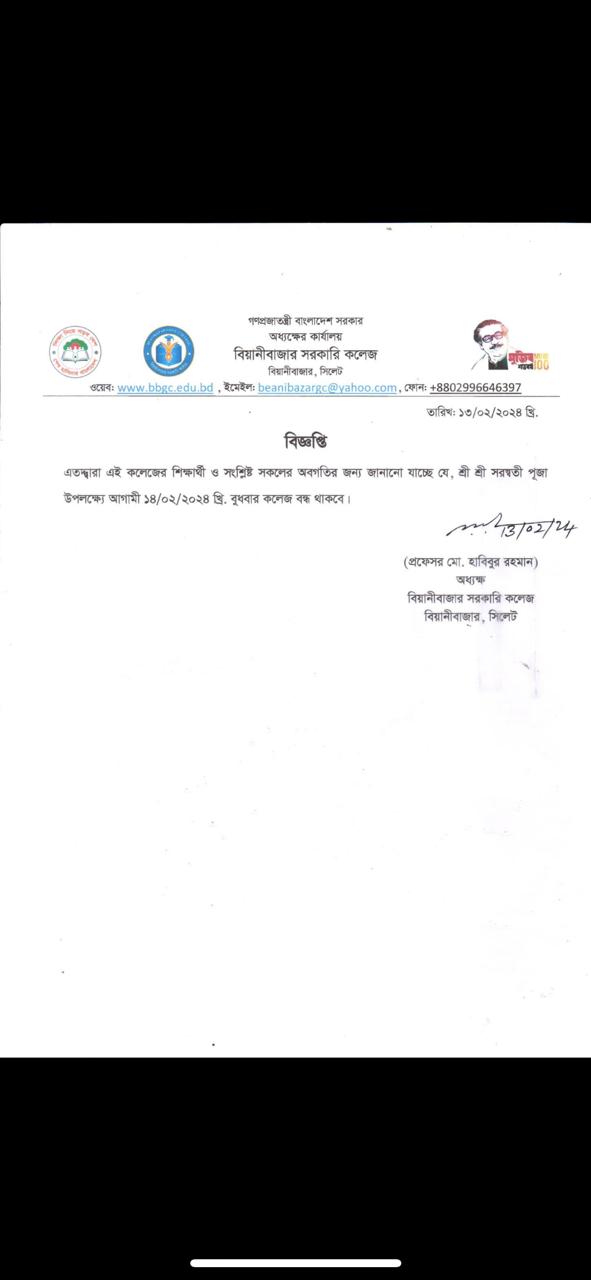 গণপ্রজাতন্ত্রী বাংলাদেশ সরকার
অধ্যক্ষের কার্যালয়
বিয়ানীবাজার সরকারি কলেজ
বিয়ানীবাজার, সিলেট
ওয়েব: www.bbgc.edu.bd , ইমেইল: beanibazargc@yahoo.com , ফোন: +8802996646397
মুজিব
শতবর্ষ
100
তারিখ: ১৩/০২/২০২৪ খ্রি.
বিজ্ঞপ্তি
এতদ্দ্বারা এই কলেজের শিক্ষার্থী ও সংশ্লিষ্ট সকলের অবগতির জন্য জানানো যাচ্ছে যে, শ্রী শ্রী সরস্বতী পূজা
উপলক্ষ্যে আগামী ১৪/০২/২০২৪ খ্রি. বুধবার কলেজ বন্ধ থাকবে।
13/02/24
(প্রফেসর মো. হাবিবুর রহমান)
অধ্যক্ষ
বিয়ানীবাজার সরকারি কলেজ
বিয়ানীবাজার, সিলেট